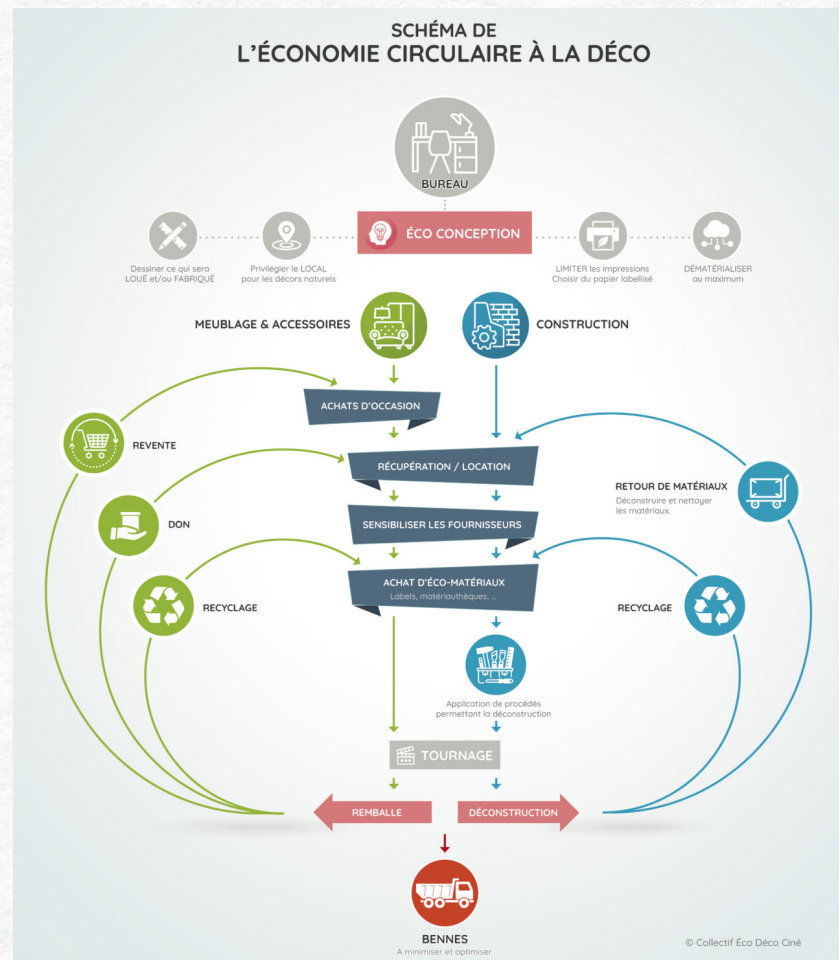 SCHÉMA DE
L'ÉCONOMIE CIRCULAIRE À LA DÉCO
BUREAU
ÉCO CONCEPTION
Dessiner ce qui sera
LOUÉ et/ou FABRIQUÉ
Privilégier le LOCAL
pour les décors naturels
LIMITER les impressions
Choisir du papier labellisé
DÉMATÉRIALISER
au maximum
MEUBLAGE & ACCESSOIRES
CONSTRUCTION
ACHATS D'OCCASION
REVENTE
RÉCUPÉRATION / LOCATION
RETOUR DE MATÉRIAUX
Déconstruire et nettoyer
les matériaux.
DON
SENSIBILISER LES FOURNISSEURS
ACHAT D'ÉCO-MATÉRIAUX
Labels, matériauthèques, ...
RECYCLAGE
RECYCLAGE
Application de procédés
permettant la déconstruction
TOURNAGE
REMBALLE
DÉCONSTRUCTION
BENNES
A minimiser et optimiser
© Collectif Éco Déco Ciné